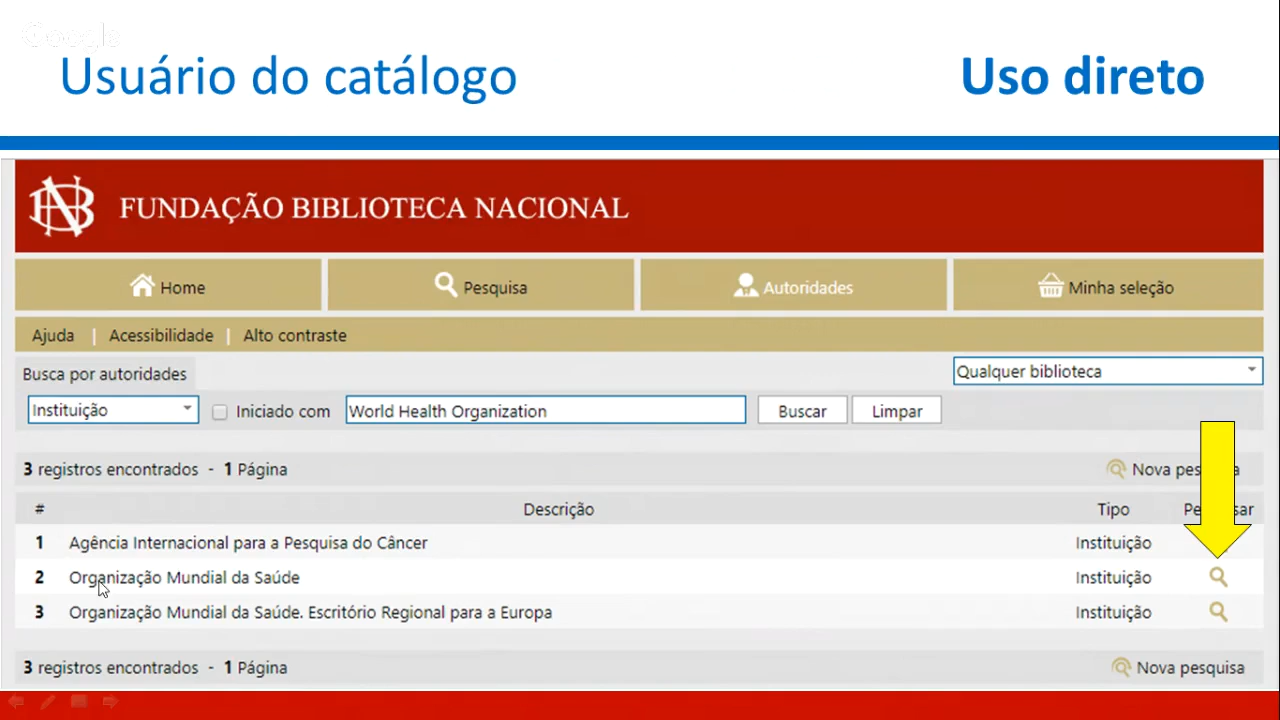 Google
Usuário do catálogo
Uso direto
FUNDAÇÃO BIBLIOTECA NACIONAL
Home
Pesquisa
Autoridades
Minha seleção
Ajuda | Acessibilidade | Alto contraste
Busca por autoridades
Qualquer biblioteca
Instituição
Iniciado com
World Health Organization
Buscar
Limpar
3 registros encontrados - 1 Página
Nova
# Descrição Tipo
1 Agência Internacional para a Pesquisa do Câncer Instituição
2 Organização Mundial da Saúde Instituição
3 Organização Mundial da Saúde. Escritório Regional para a Europa Instituição
3 registros encontrados - 1 Página
Nova pesquisa